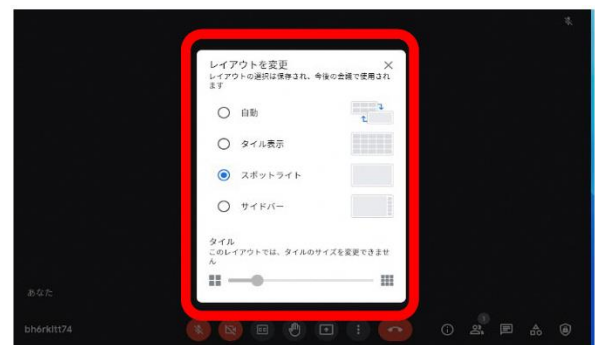 レイアウトを変更
レイアウトの選択は保存され、今後の会議で使用され
ます
自動
タイル表示
スポットライト
サイドバー
タイル
このレイアウトでは、タイルのサイズを変更できませ
ん
あなた
1
bh6rkltt74